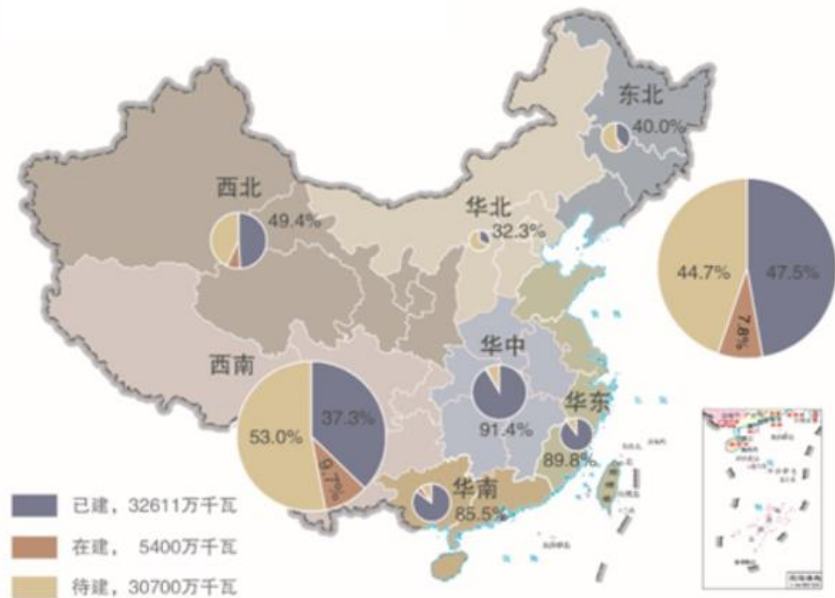 东北
40.0%
西北
49.4%
华北
32.3%
44.7%
47.5%
7.8%
华中
91.4%
西南
37.3%
53.0%
9.7%
华东
89.8%
华南
85.5%
已建，32611万千瓦
在建， 5400万千瓦
待建，30700万千瓦